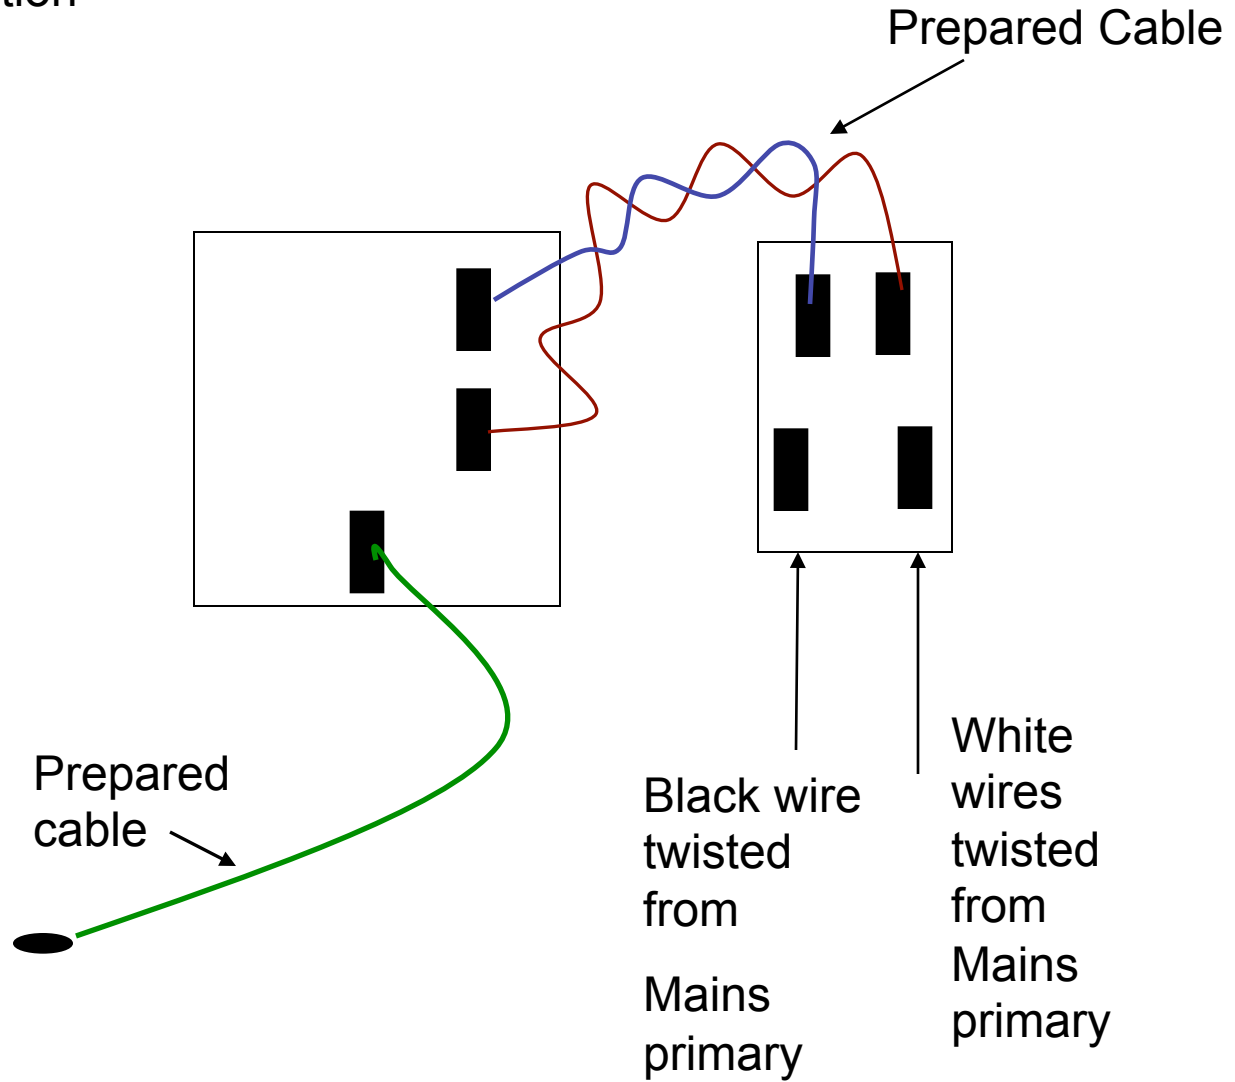 Prepared Cable
Prepared
cable
Black wire
twisted
from
Mains
primary
White
wires
twisted
from
Mains
primary